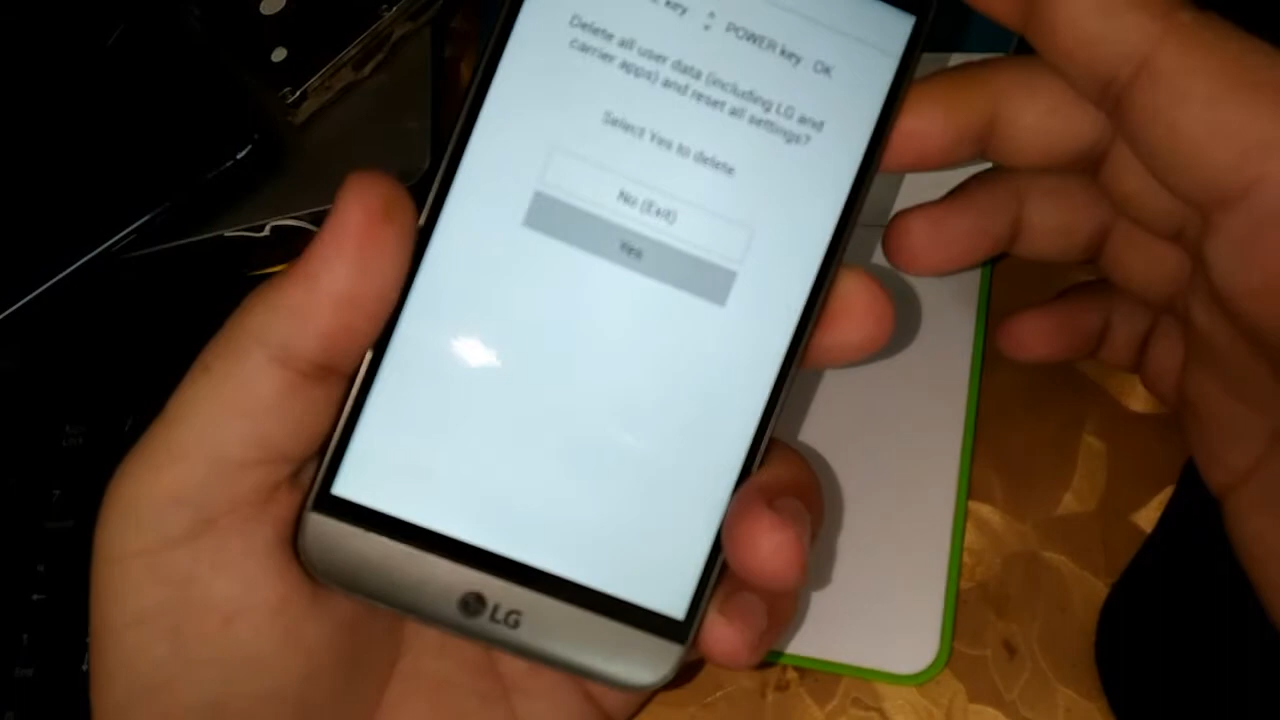 key : POWER key : OK
Delete all user data (including LG and
carrier apps) and reset all settings?
Select Yes to delete
No (Exit)
Yes
LG